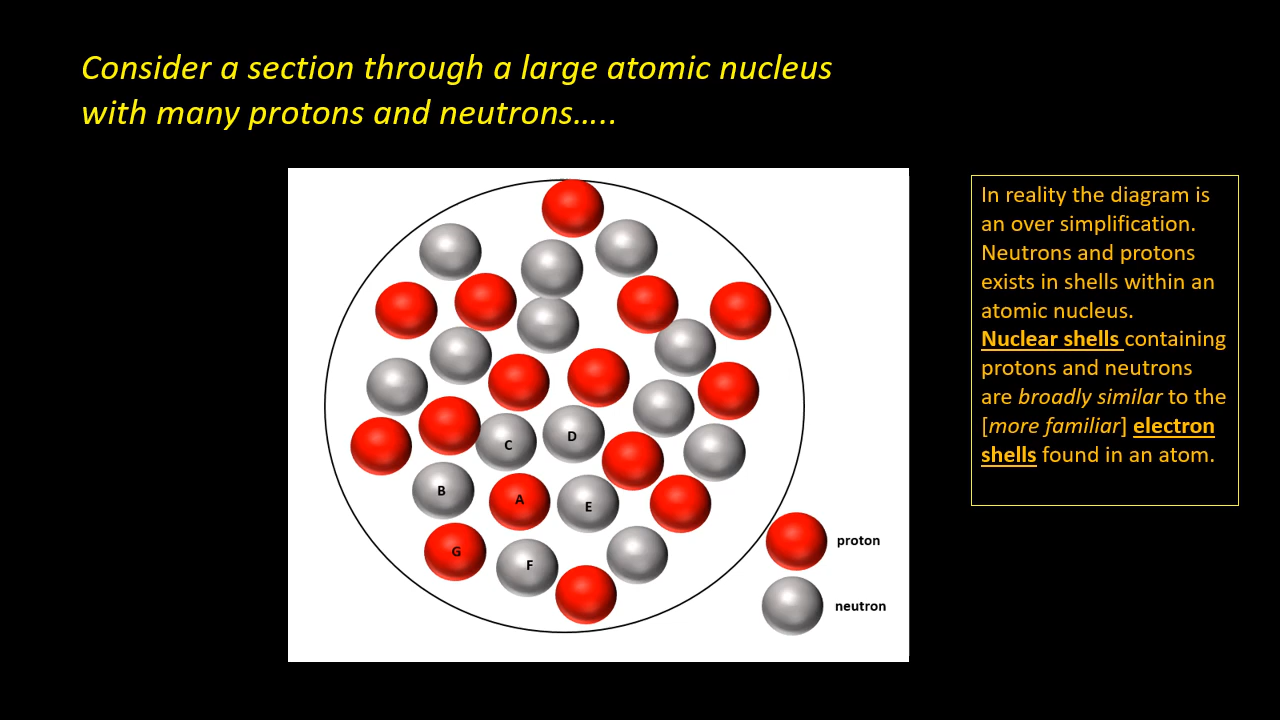 Consider a section through a large atomic nucleus
with many protons and neutrons…..
In reality the diagram is
an over simplification.
Neutrons and protons
exists in shells within an
atomic nucleus.
Nuclear shells containing
protons and neutrons
are broadly similar to the
[more familiar] electron
shells found in an atom.
C
D
B
A
E
G
F
proton
neutron